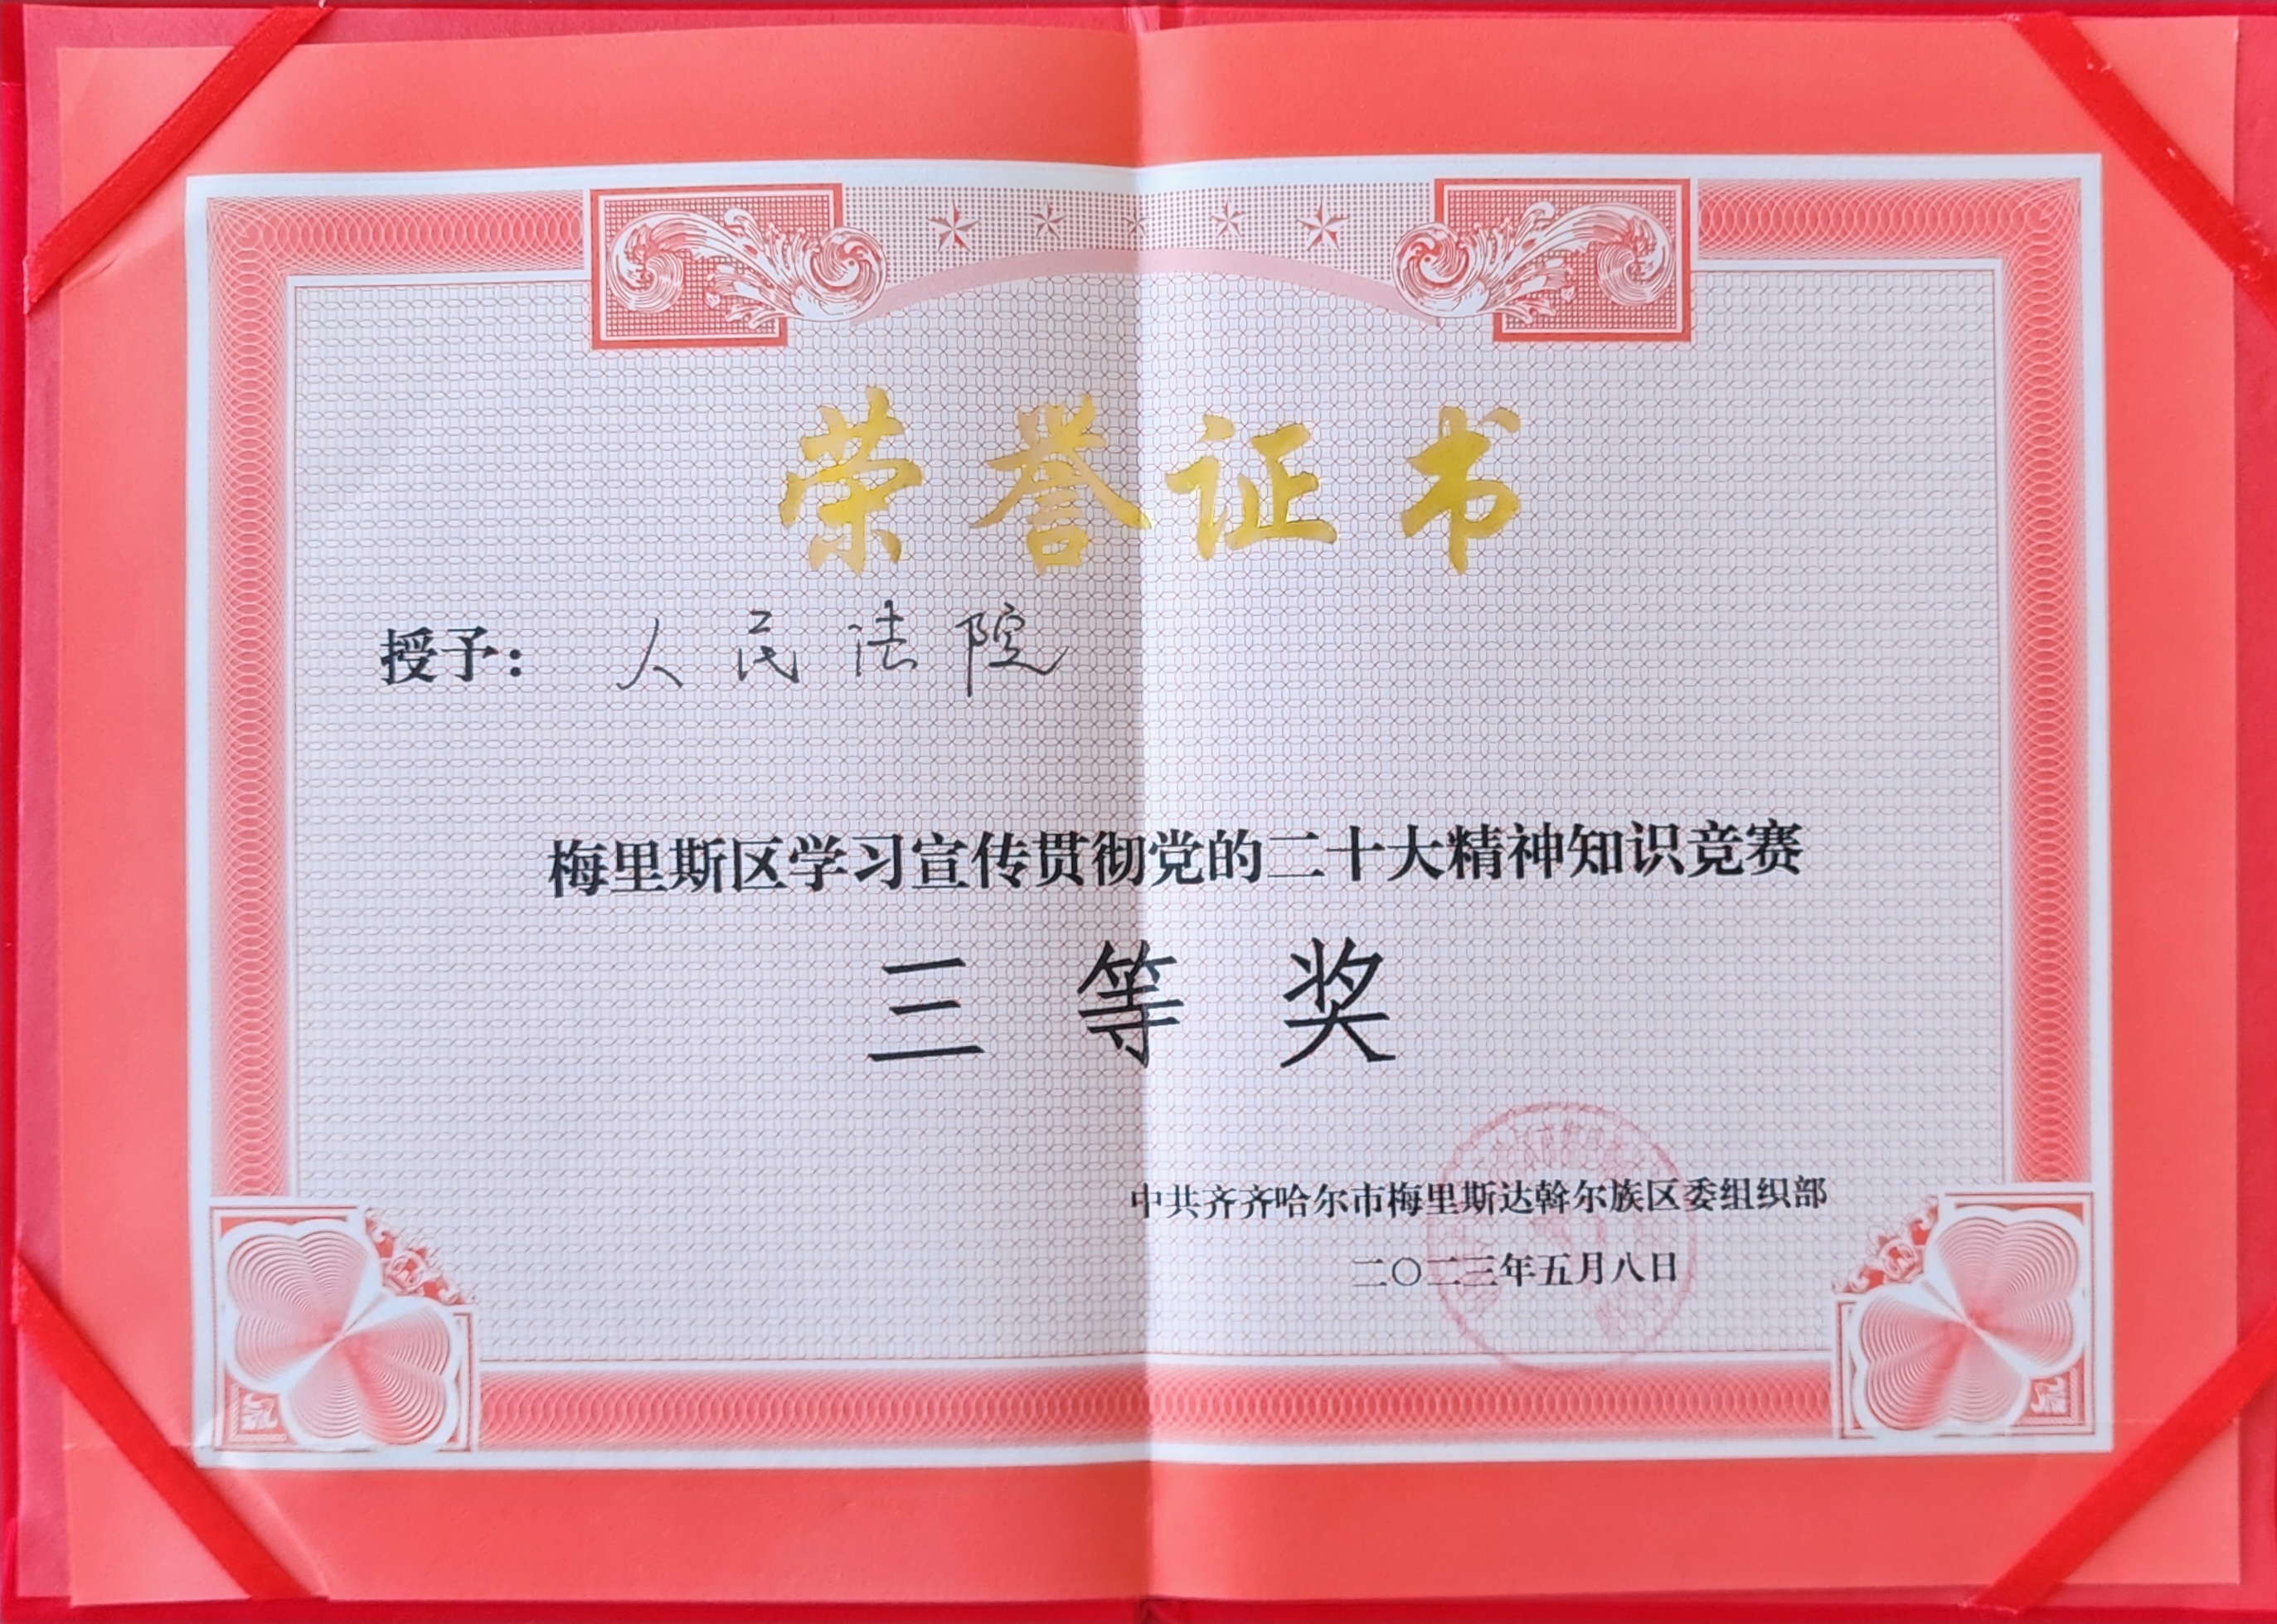 荣誉证书
授予：人民法院
梅里斯区学习宣传贯彻党的二十大精神知识竞赛
三等奖
中共齐齐哈尔市梅里斯达斡尔族区委组织部
二〇二三年五月八日